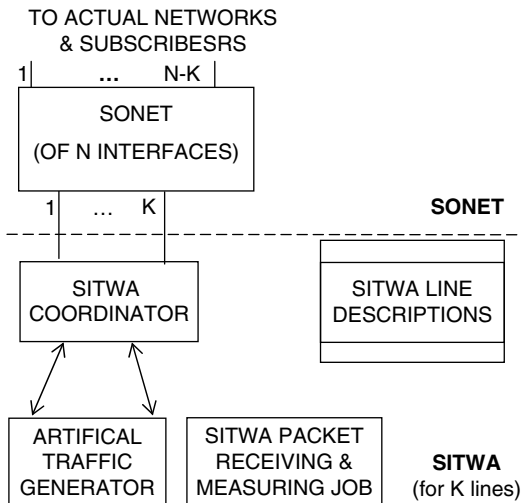 TO ACTUAL NETWORKS
& SUBSCRIBESRS
1 ... N-K
SONET
(OF N INTERFACES)
1 ... K
SONET
SITWA
COORDINATOR
SITWA LINE
DESCRIPTIONS
ARTIFICAL
TRAFFIC
GENERATOR
SITWA PACKET
RECEIVING &
MEASURING JOB
SITWA
(for K lines)